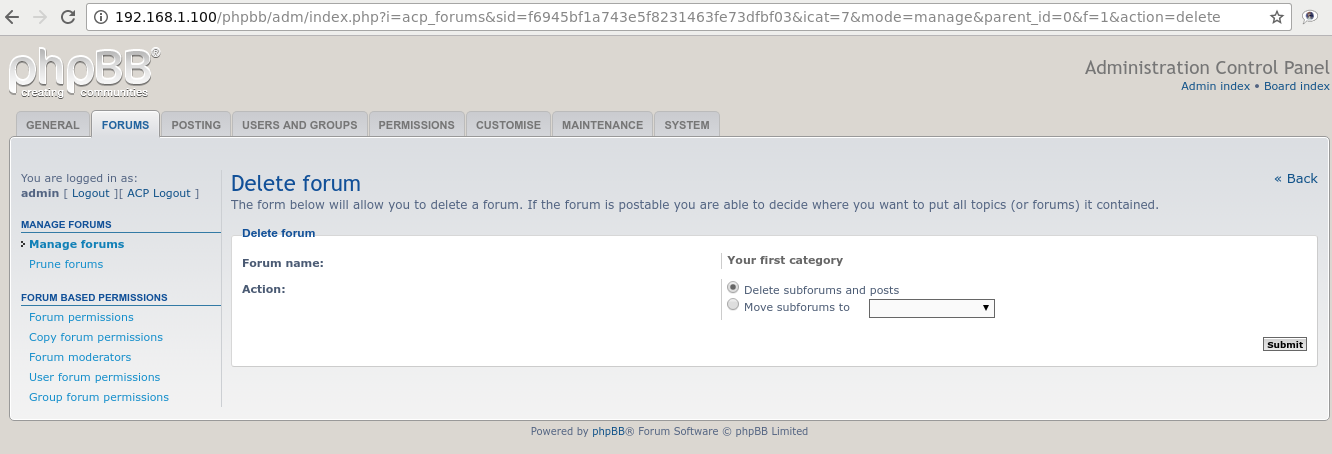 192.168.1.100/phpbb/adm/index.php?i=acp_forums&sid=f6945bf1a743e5f8231463fe73dfbf03&icat=7&mode=manage&parent_id=0&f=1&action=delete
phpBB®
creating communities
Administration Control Panel
Admin index • Board index
GENERAL FORUMS POSTING USERS AND GROUPS PERMISSIONS CUSTOMISE MAINTENANCE SYSTEM
You are logged in as:
admin [ Logout ][ ACP Logout ]
MANAGE FORUMS
Manage forums
Prune forums
FORUM BASED PERMISSIONS
Forum permissions
Copy forum permissions
Forum moderators
User forum permissions
Group forum permissions
« Back
Delete forum
The form below will allow you to delete a forum. If the forum is postable you are able to decide where you want to put all topics (or forums) it contained.
Delete forum
Forum name: Your first category
Action: Delete subforums and posts
Move subforums to
Submit
Powered by phpBB® Forum Software © phpBB Limited